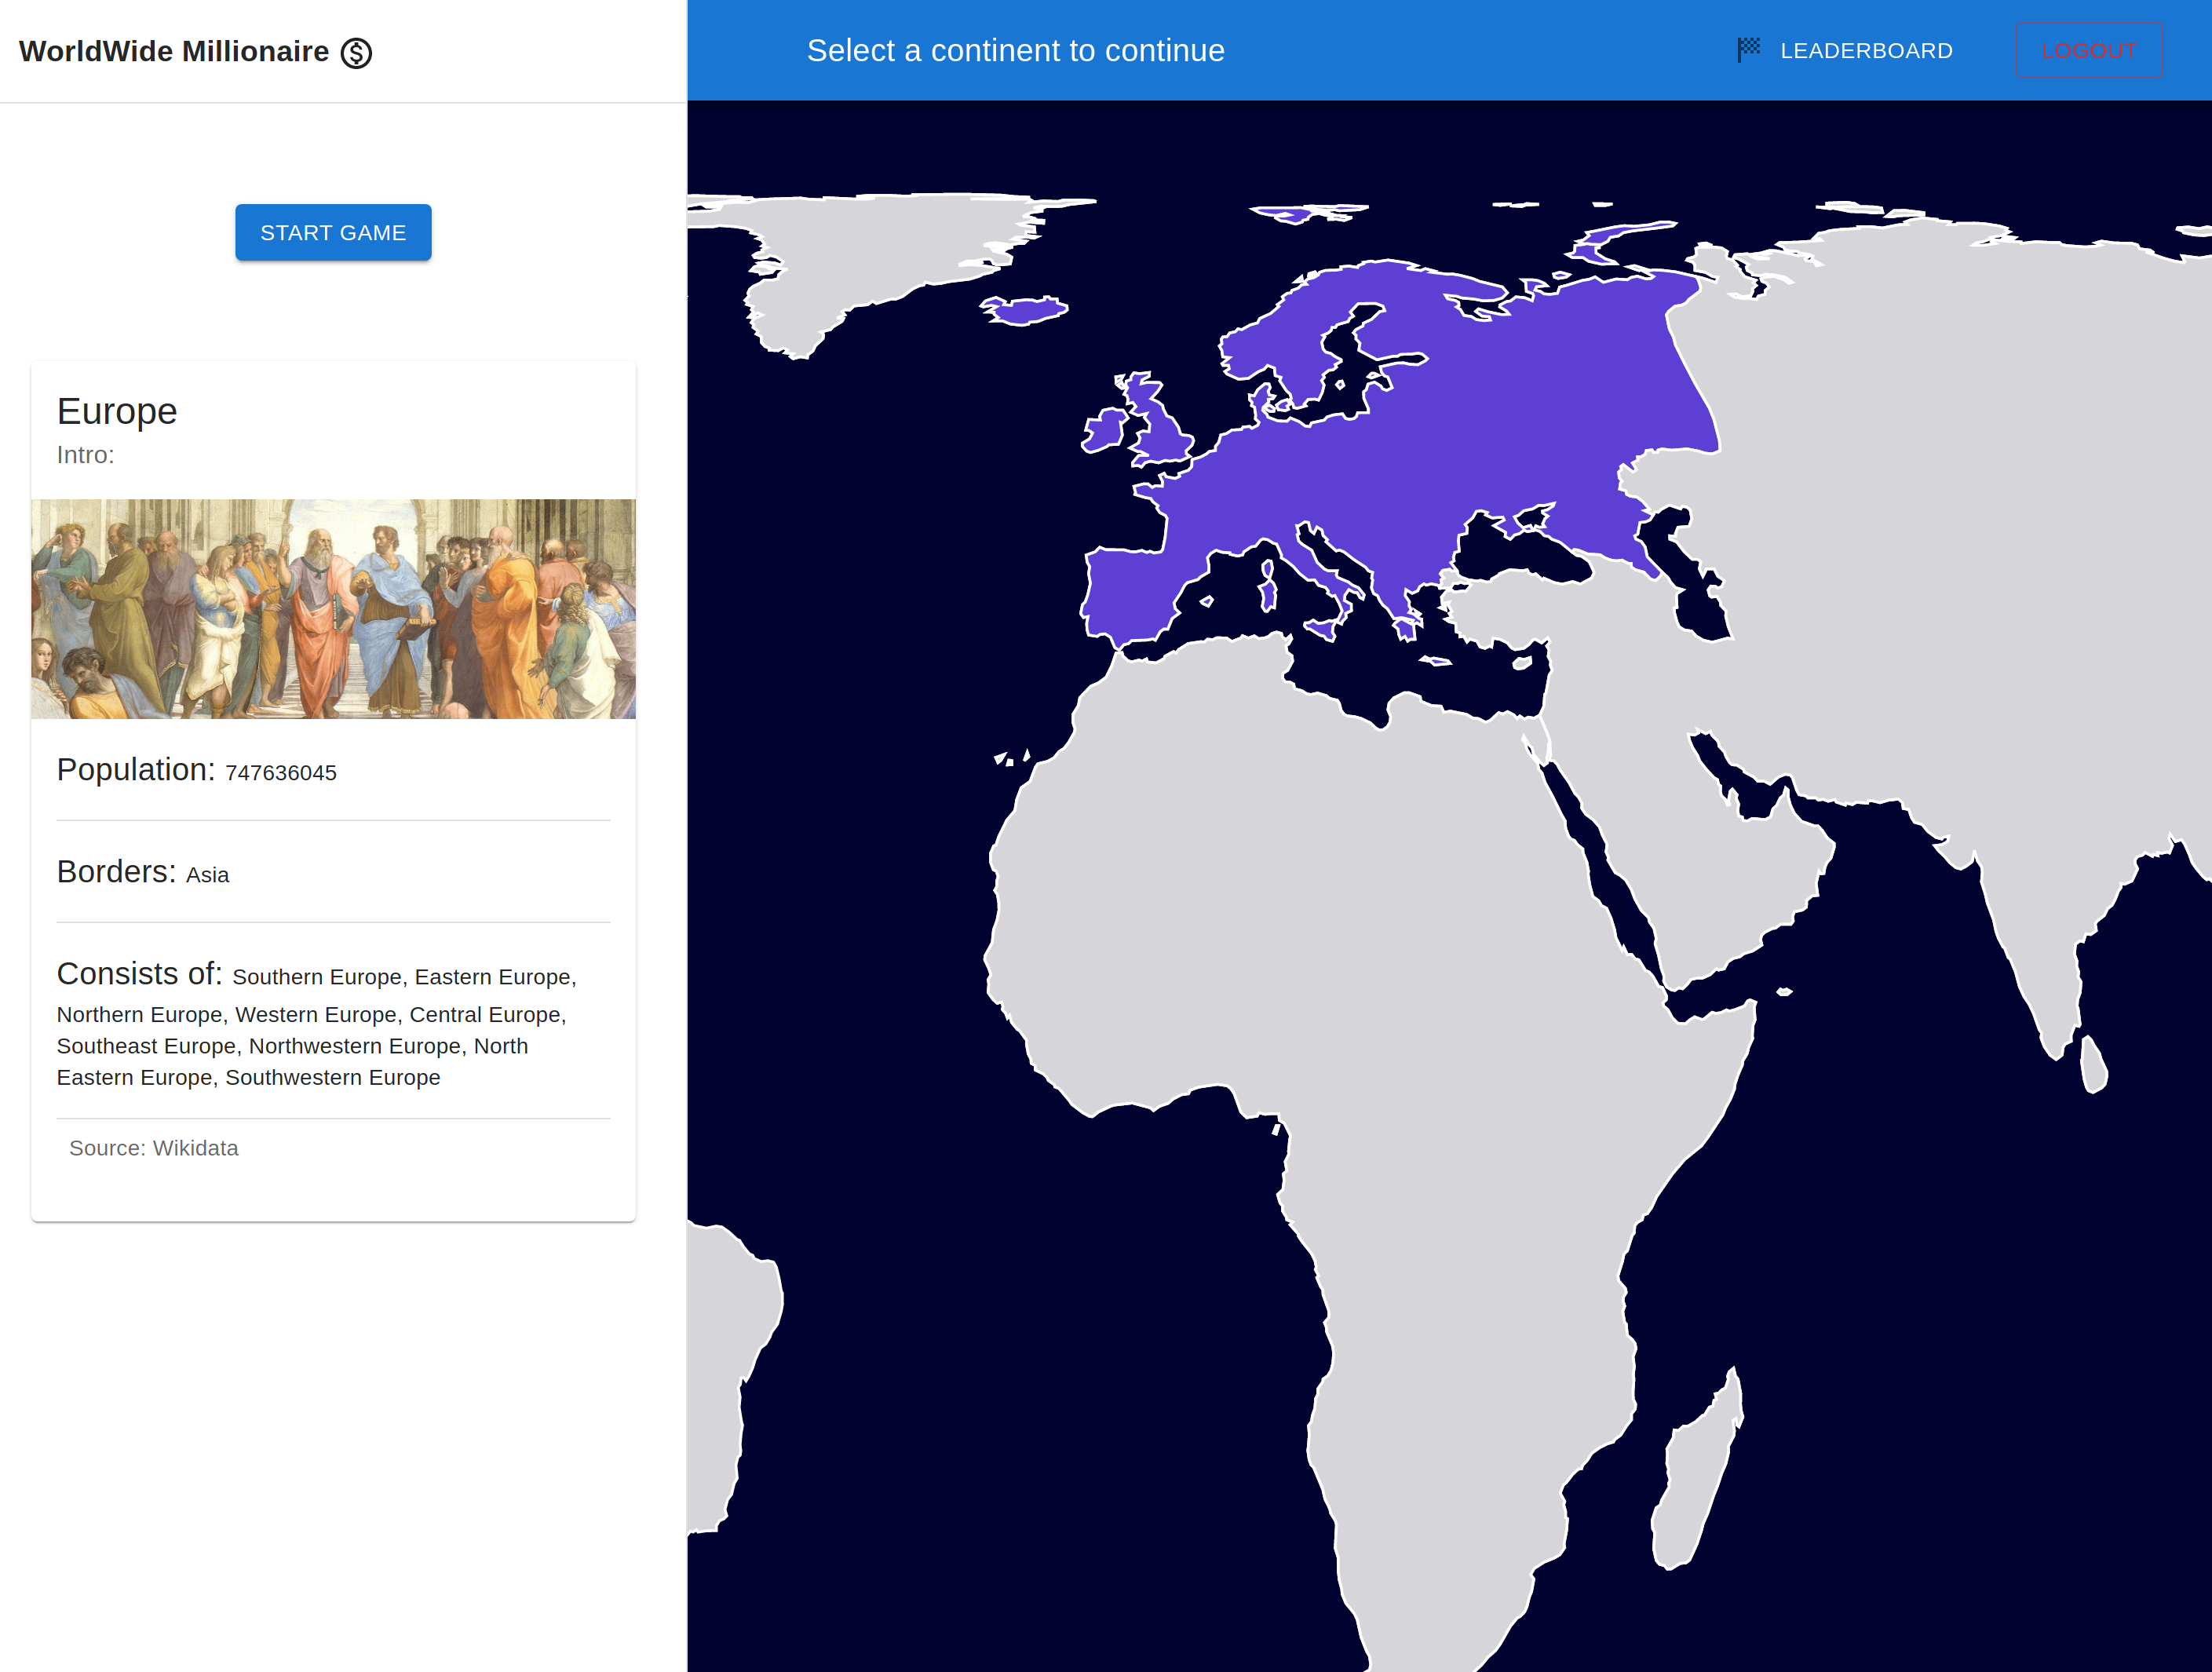 WorldWide Millionaire
Select a continent to continue
LEADERBOARD
LOGOUT
START GAME
Europe
Intro:
Population: 747636045
Borders: Asia
Consists of: Southern Europe, Eastern Europe,
Northern Europe, Western Europe, Central Europe,
Southeast Europe, Northwestern Europe, North
Eastern Europe, Southwestern Europe
Source: Wikidata